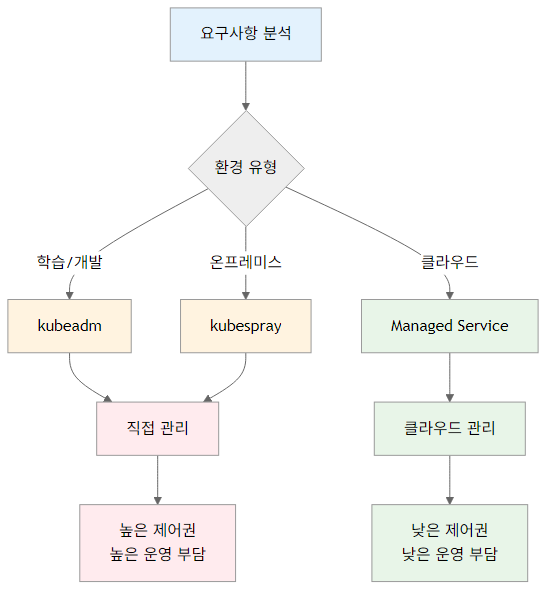 요구사항 분석
환경 유형
학습/개발
온프레미스
클라우드
kubeadm
kubespray
Managed Service
직접 관리
클라우드 관리
높은 제어권
높은 운영 부담
낮은 제어권
낮은 운영 부담